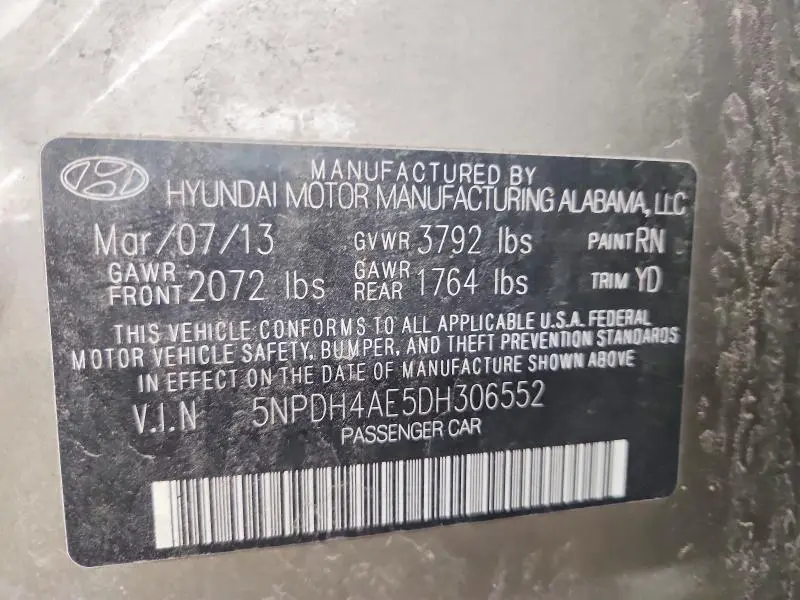 MANUFACTURED BY
HYUNDAI MOTOR MANUFACTURING ALABAMA, LLC
Mar/07/13 GVWR 3792 lbs PAINT RN
GAWR FRONT 2072 lbs GAWR REAR 1764 lbs TRIM YD
THIS VEHICLE CONFORMS TO ALL APPLICABLE U.S.A. FEDERAL
MOTOR VEHICLE SAFETY, BUMPER, AND THEFT PREVENTION STANDARDS
IN EFFECT ON THE DATE OF MANUFACTURE SHOWN ABOVE
V.I.N 5NPDH4AE5DH306552
PASSENGER CAR